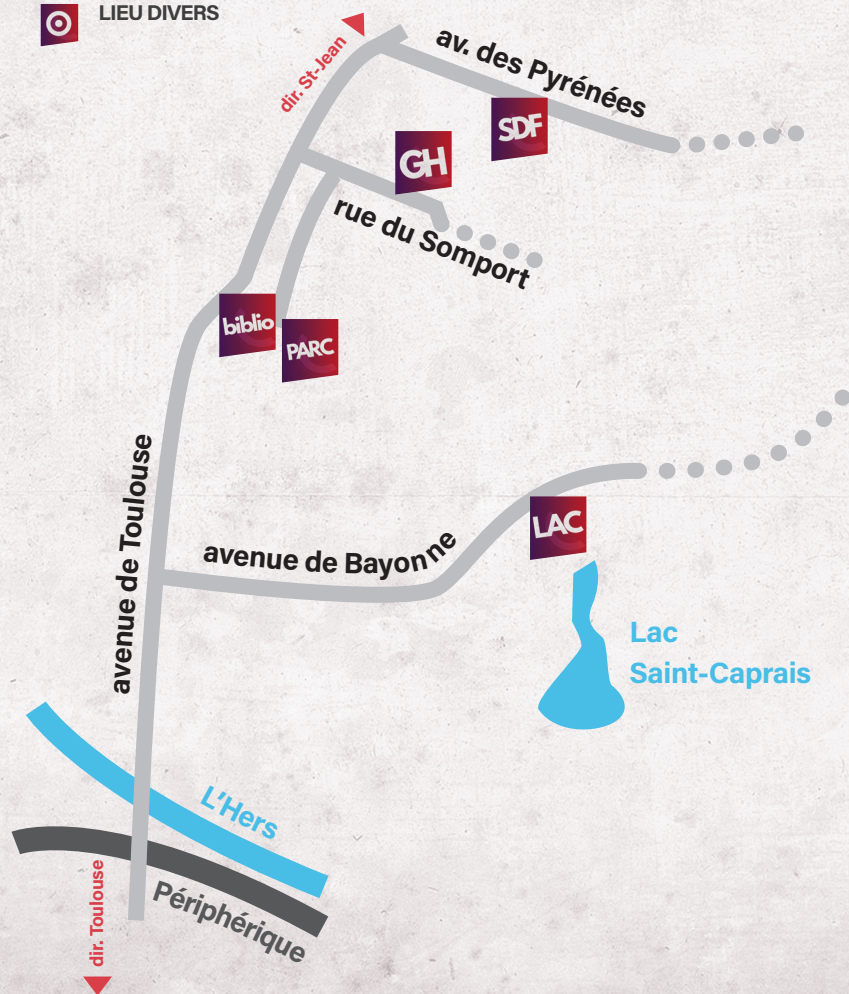 LIEU DIVERS
dir. St-Jean
av. des Pyrénées
SDF
GH
rue du Somport
biblio
PARC
avenue de Toulouse
avenue de Bayonne
LAC
Lac
Saint-Caprais
L'Hers
Périphérique
dir. Toulouse